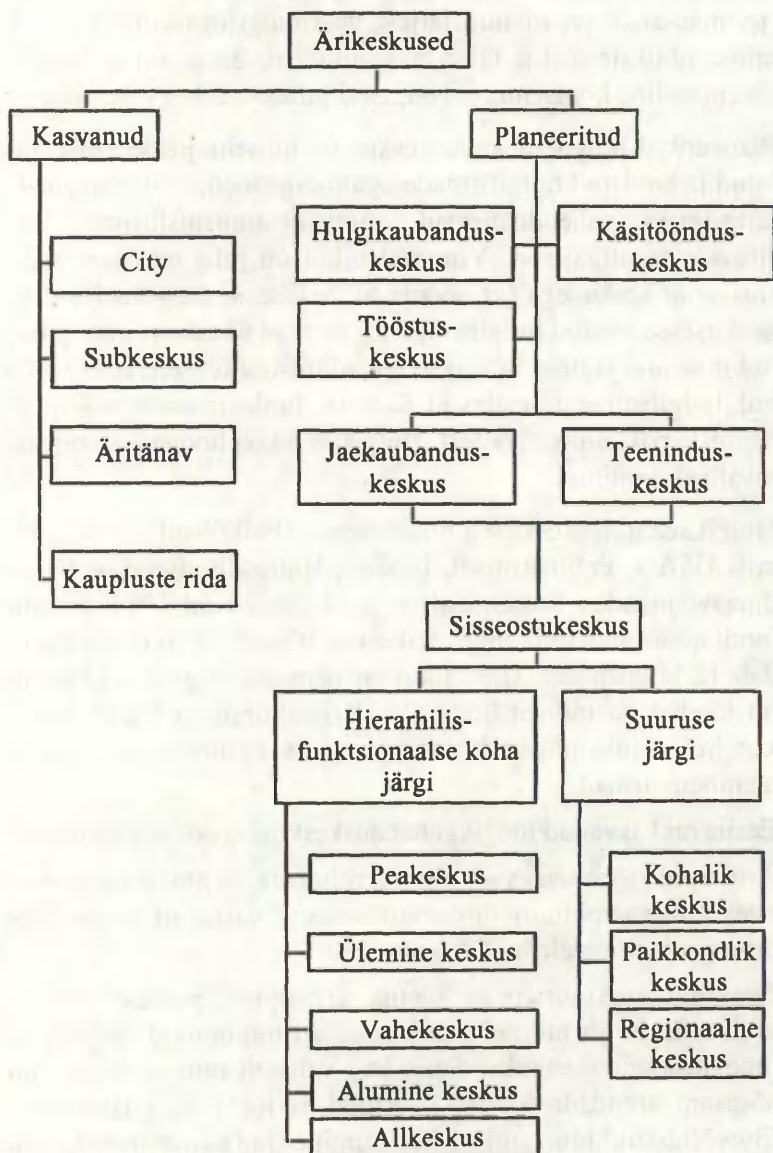 Ärikeskused
Kasvanud
Planeeritud
City
Subkeskus
Äritänav
Kaupluste rida
Hulgikaubandus-
keskus
Käsitööndus-
keskus
Tööstus-
keskus
Jaekaubandus-
keskus
Teenindus-
keskus
Sisseostukeskus
Hierarhilis-
funktsionaalse koha
järgi
Suuruse
järgi
Peakeskus
Ülemine keskus
Vahekeskus
Alumine keskus
Allkeskus
Kohalik
keskus
Paikkondlik
keskus
Regionaalne
keskus